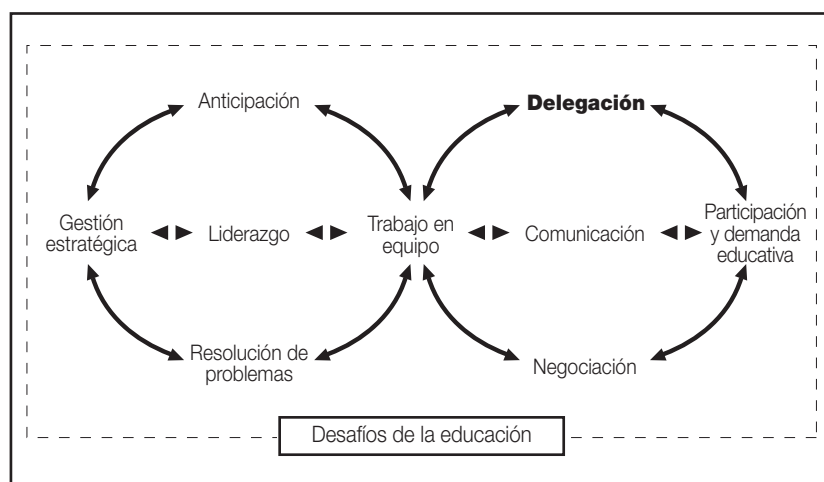 Anticipación
Delegación
Gestión
estratégica
Liderazgo
Trabajo en
equipo
Comunicación
Participación
y demanda
educativa
Resolución de
problemas
Negociación
Desafíos de la educación